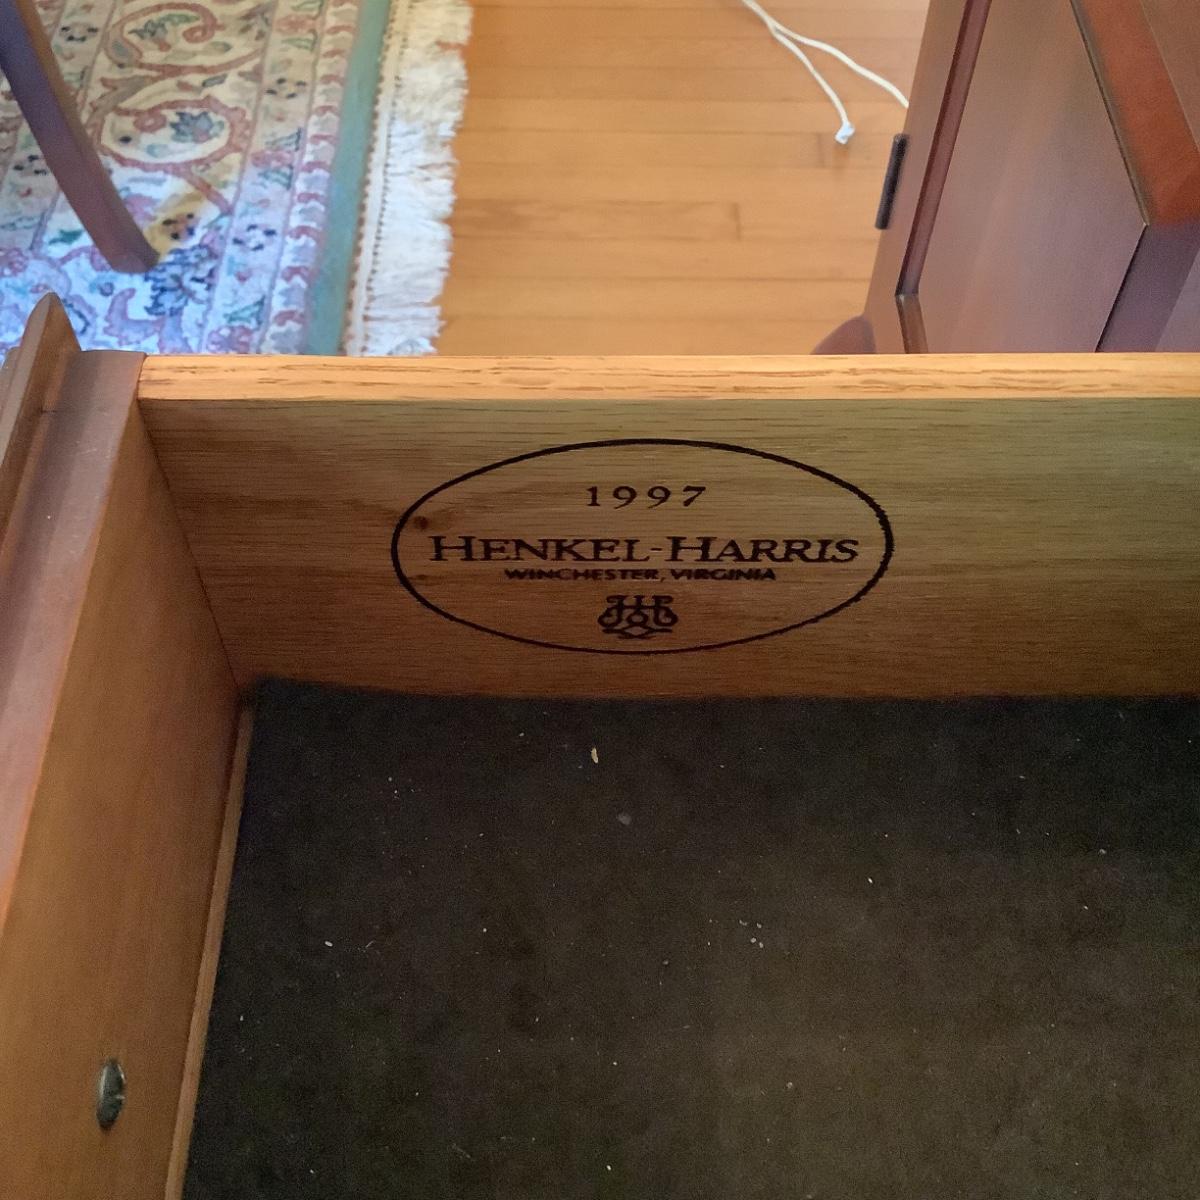 1997
HENKEL-HARRIS
WINCHESTER, VIRGINIA